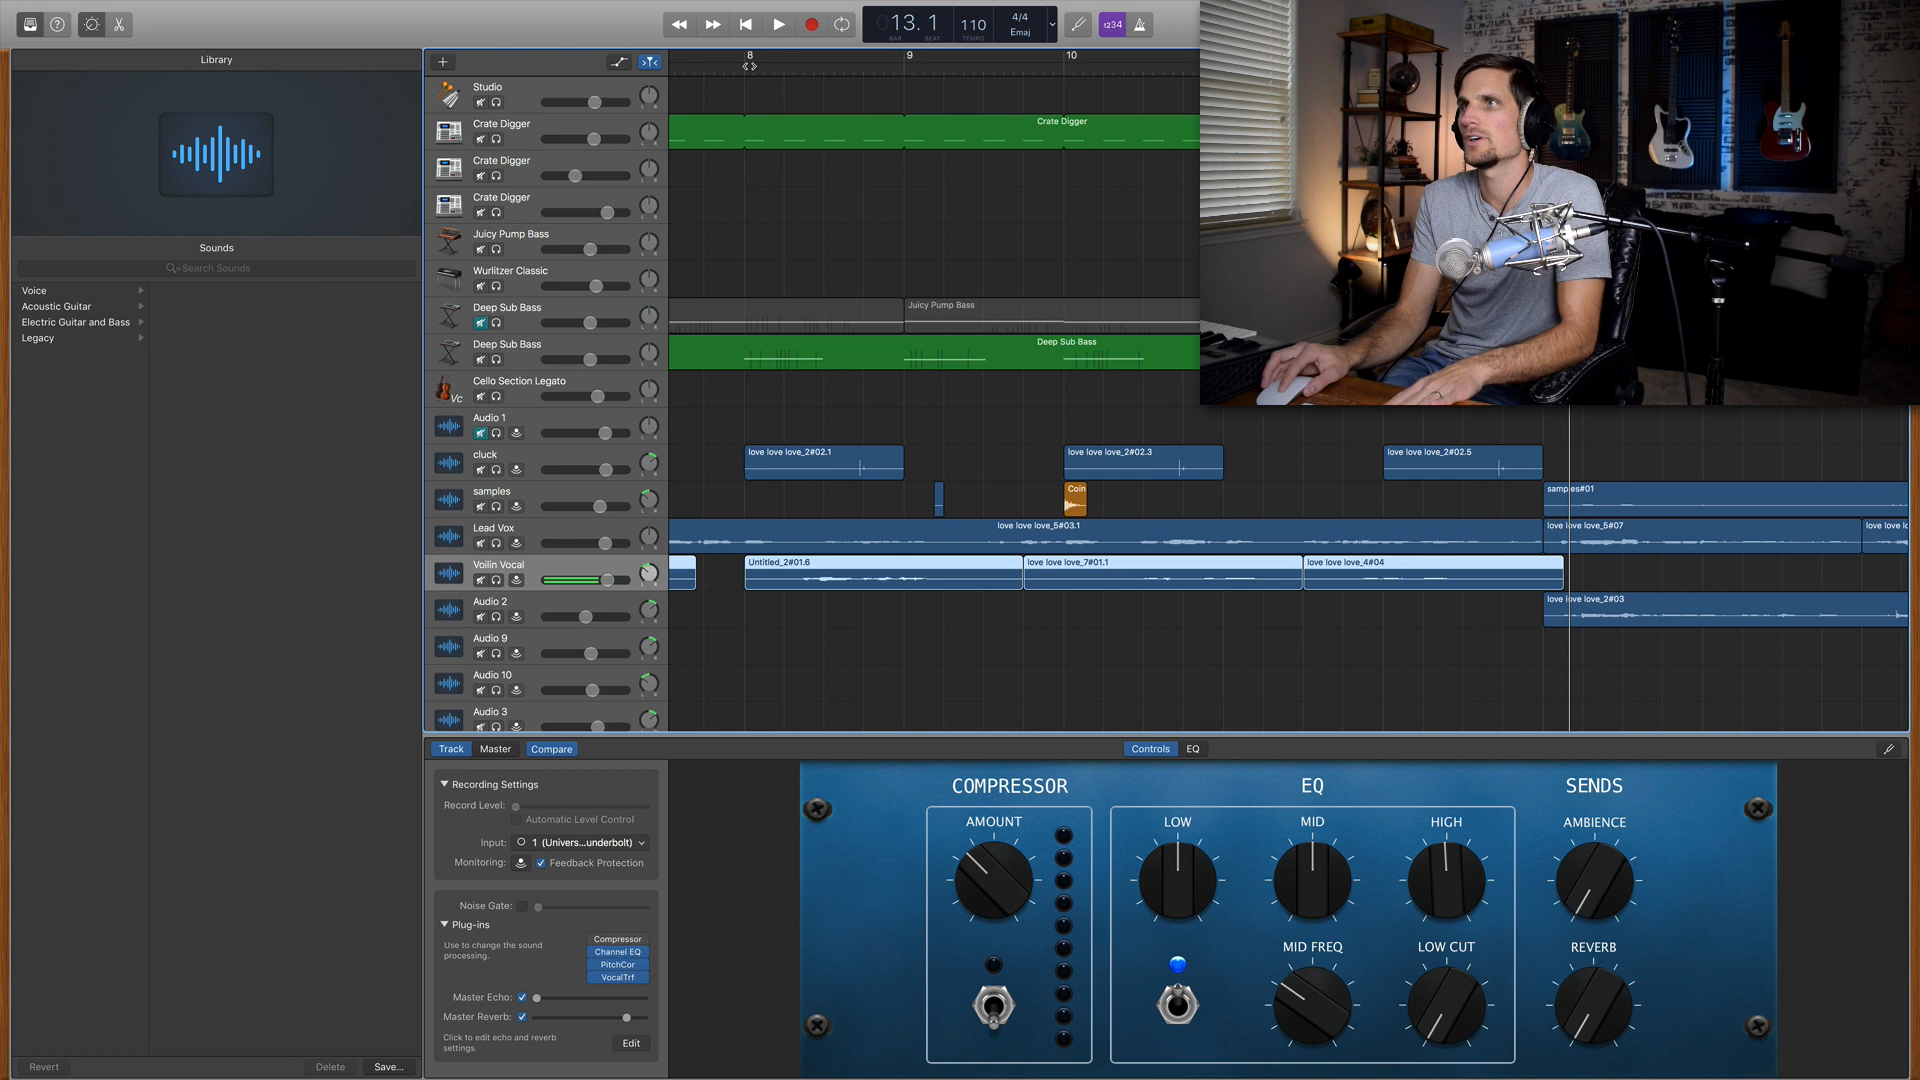 13. 1
BAR
BEAT
110
TEMPO
4/4
Emaj
1234
Library
Sounds
Search Sounds
Voice
Acoustic Guitar
Electric Guitar and Bass
Legacy
Revert
Delete
Save...
8
9
10
Studio
Crate Digger
Crate Digger
Crate Digger
Crate Digger
Juicy Pump Bass
Wurlitzer Classic
Deep Sub Bass
Juicy Pump Bass
Deep Sub Bass
Deep Sub Bass
Cello Section Legato
Vc
Audio 1
cluck
love love love_2#02.1
love love love_2#02.3
love love love_2#02.5
samples
Coin
samples#01
Lead Vox
love love love_5#03.1
love love love_5#07
love love lo
Voilin Vocal
Untitled_2#01.6
love love love_7#01.1
love love love_4#04
Audio 2
love love love_2#03
Audio 9
Audio 10
Audio 3
Track
Master
Compare
Controls
EQ
Recording Settings
Record Level:
Automatic Level Control
Input:
1 (Univers...underbolt)
Monitoring:
Feedback Protection
Noise Gate:
Plug-ins
Use to change the sound
processing.
Compressor
Channel EQ
PitchCor
VocalTrf
Master Echo:
Master Reverb:
Click to edit echo and reverb
settings.
Edit
COMPRESSOR
AMOUNT
EQ
LOW
MID
HIGH
MID FREQ
LOW CUT
SENDS
AMBIENCE
REVERB